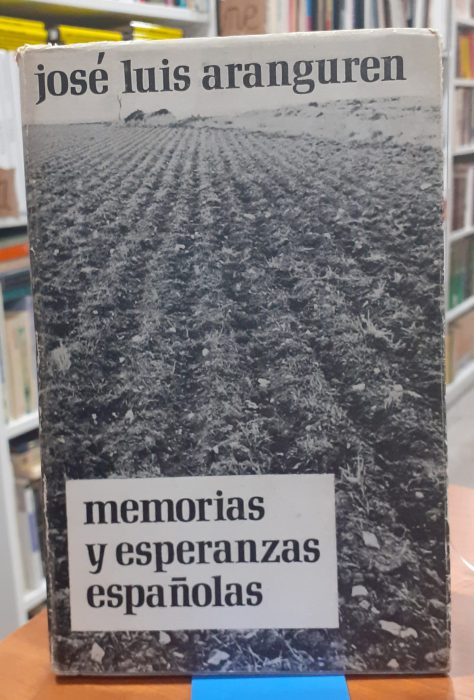 josé luis aranguren
memorias
y esperanzas
españolas